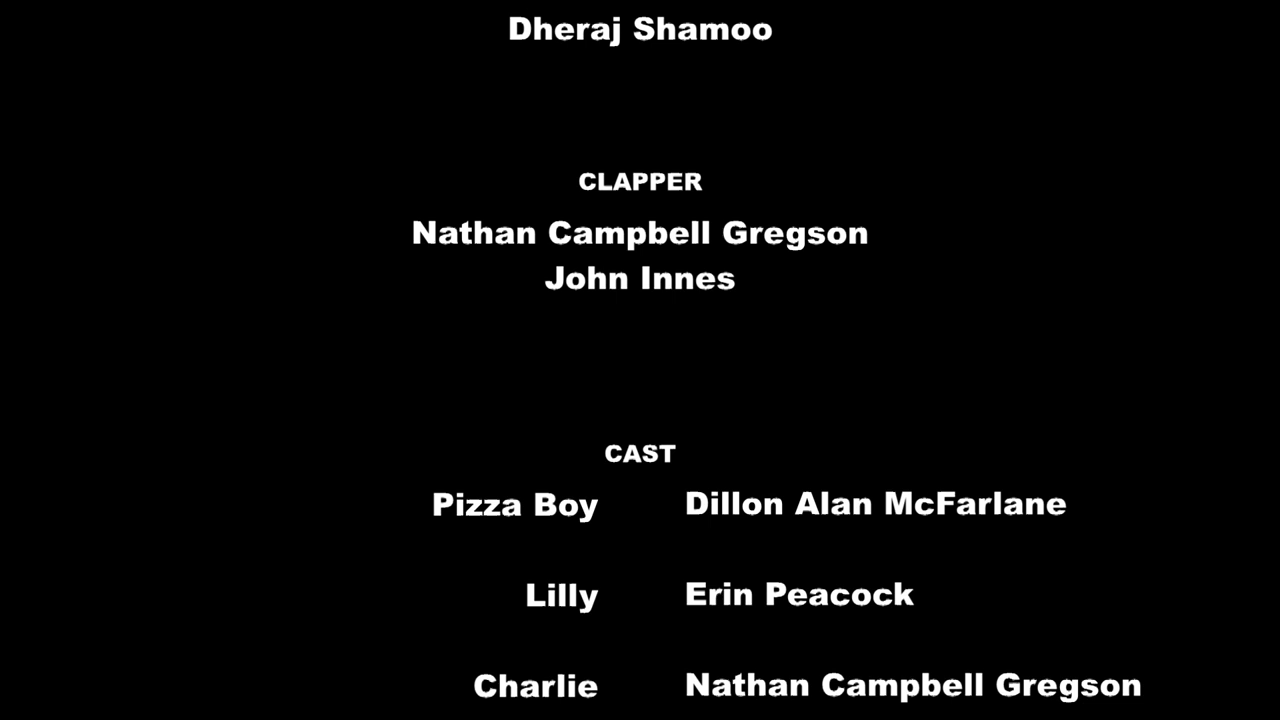 Dheraj Shamoo
CLAPPER
Nathan Campbell Gregson
John Innes
CAST
Pizza Boy Dillon Alan McFarlane
Lilly Erin Peacock
Charlie Nathan Campbell Gregson